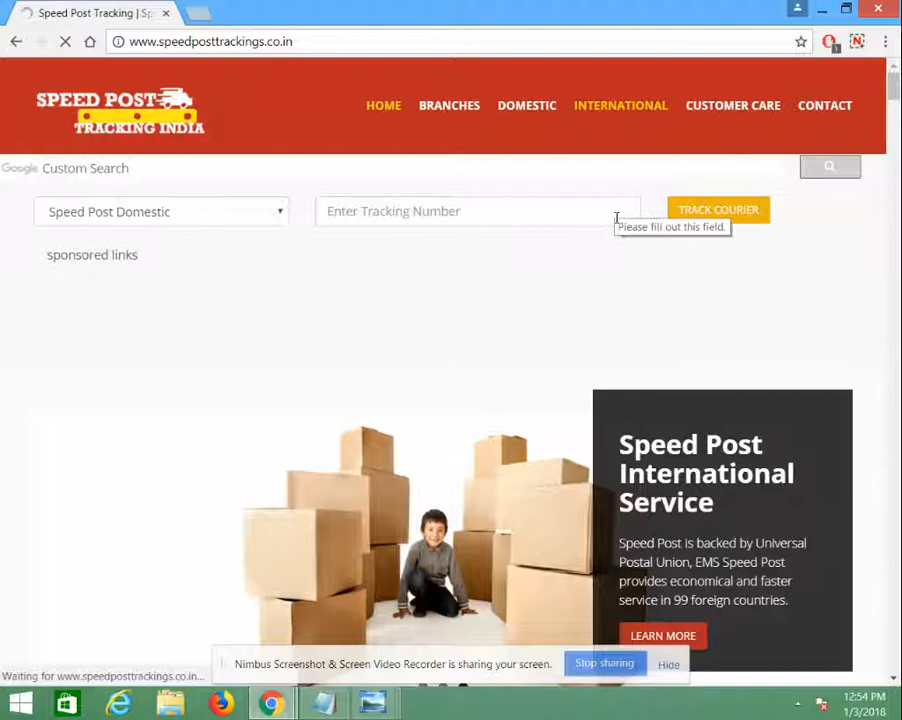 Speed Post Tracking | Sp
www.speedposttrackings.co.in
1
SPEED POST
TRACKING INDIA
HOME BRANCHES DOMESTIC INTERNATIONAL CUSTOMER CARE CONTACT
Google Custom Search
Speed Post Domestic
Enter Tracking Number
TRACK COURIER
Please fill out this field.
sponsored links
Speed Post
International
Service
Speed Post is backed by Universal
Postal Union, EMS Speed Post
provides economical and faster
service in 99 foreign countries.
LEARN MORE
Nimbus Screenshot & Screen Video Recorder is sharing your screen.
Stop sharing
Hide
Waiting for www.speedposttrackings.co.in...
12:54 PM
1/3/2018